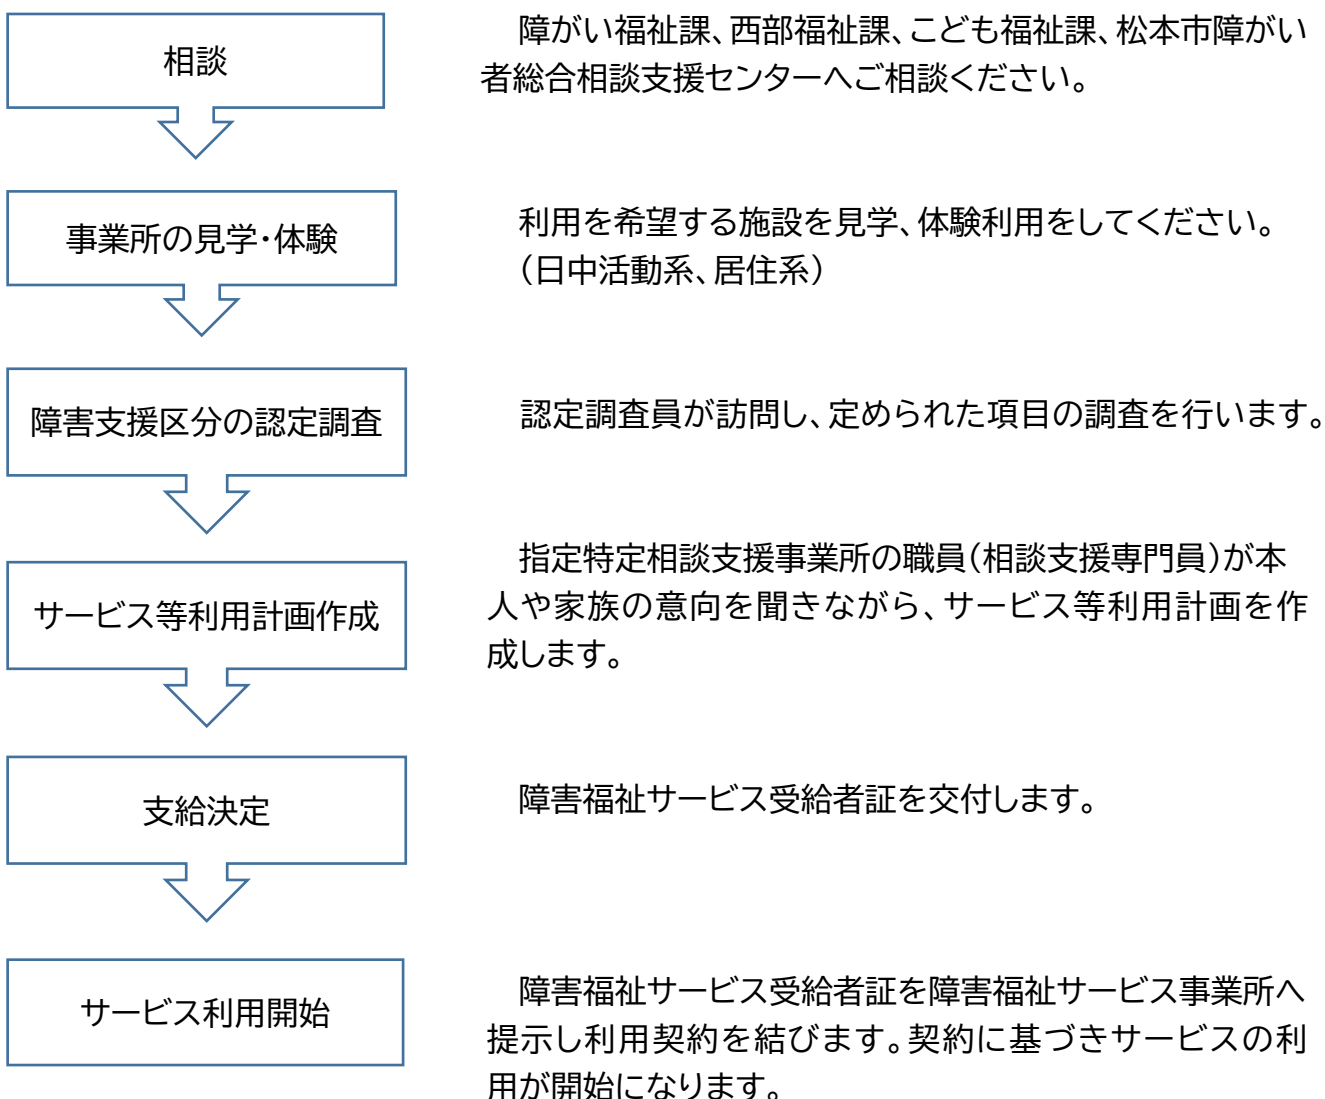 相談
障がい福祉課、西部福祉課、こども福祉課、松本市障がい
者総合相談支援センターへご相談ください。
事業所の見学・体験
利用を希望する施設を見学、体験利用をしてください。
(日中活動系、居住系)
障害支援区分の認定調査
認定調査員が訪問し、定められた項目の調査を行います。
サービス等利用計画作成
指定特定相談支援事業所の職員(相談支援専門員)が本
人や家族の意向を聞きながら、サービス等利用計画を作
成します。
支給決定
障害福祉サービス受給者証を交付します。
サービス利用開始
障害福祉サービス受給者証を障害福祉サービス事業所へ
提示し利用契約を結びます。契約に基づきサービスの利
用が開始になります。